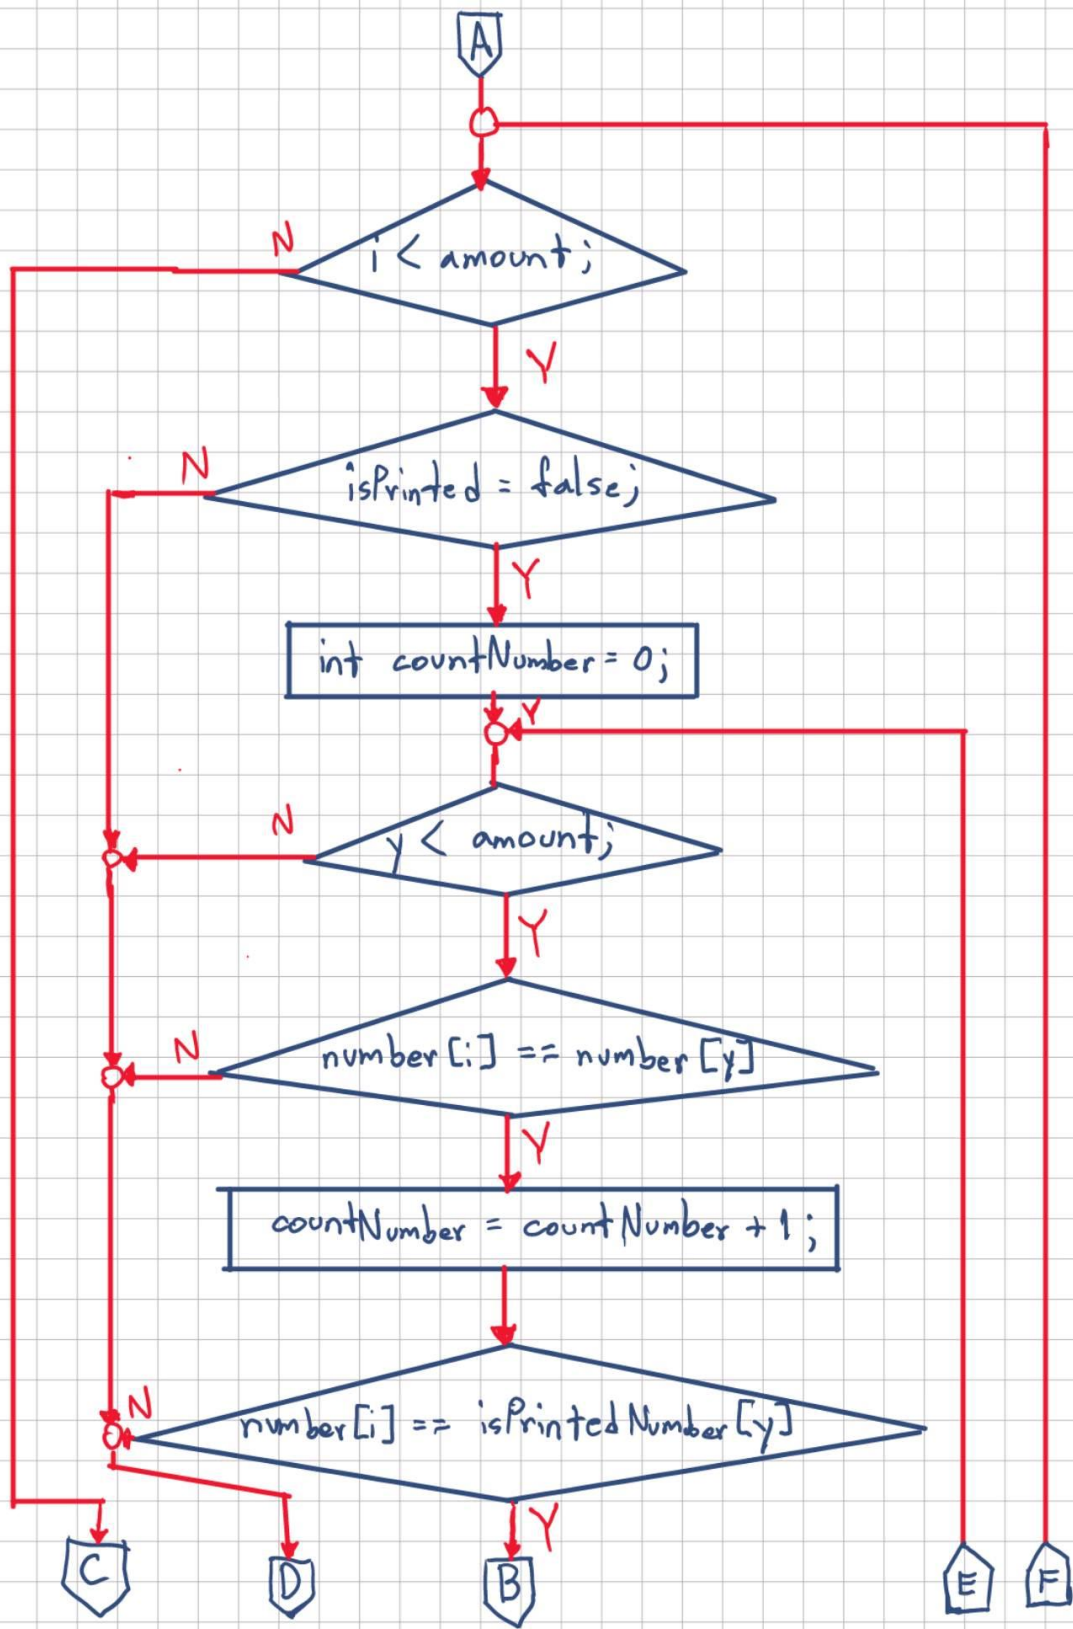 A
N
i < amount;
Y
N
isPrinted = false;
Y
int countNumber = 0;
Y
N
y < amount;
Y
N
number [i] == number [y]
Y
countNumber = countNumber + 1;
N
number[i] == isPrintedNumber[y]
Y
C
D
B
E
F